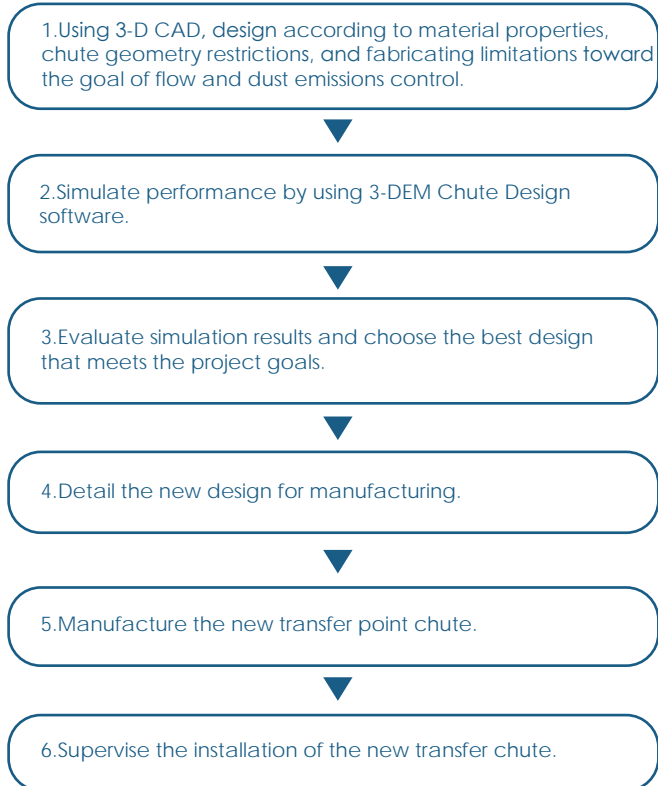 1.Using 3-D CAD, design according to material properties,
chute geometry restrictions, and fabricating limitations toward
the goal of flow and dust emissions control.
2.Simulate performance by using 3-DEM Chute Design
software.
3.Evaluate simulation results and choose the best design
that meets the project goals.
4.Detail the new design for manufacturing.
5.Manufacture the new transfer point chute.
6.Supervise the installation of the new transfer chute.